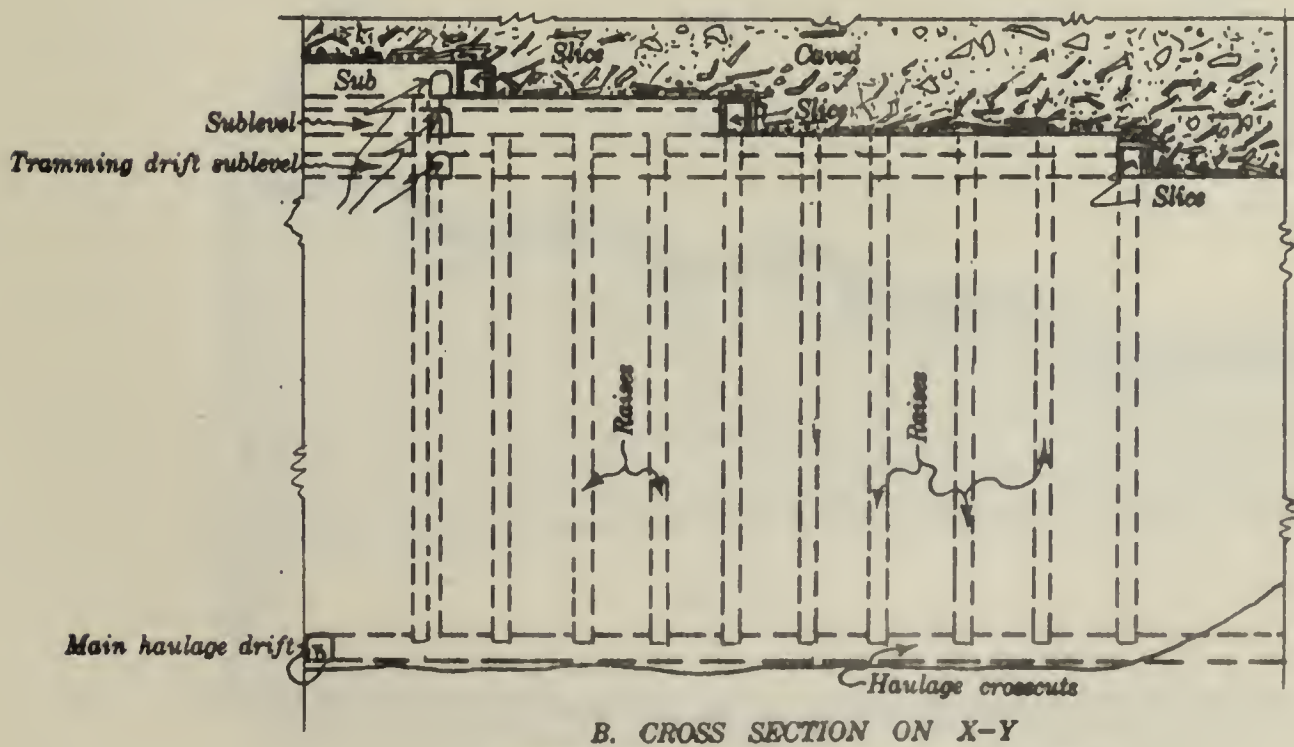 Slice
Caved
Sub
Slice
Sublevel
Tramming drift sublevel
Slice
Raises
Raises
Main haulage drift
Haulage crosscuts
B. CROSS SECTION ON X-Y